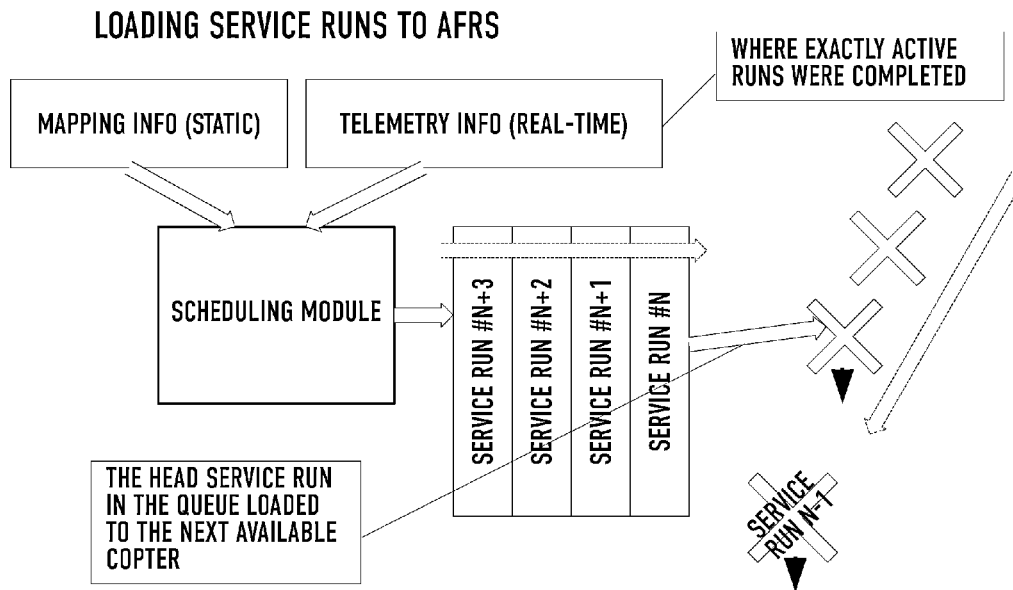 LOADING SERVICE RUNS TO AFRS
WHERE EXACTLY ACTIVE
RUNS WERE COMPLETED
MAPPING INFO (STATIC)
TELEMETRY INFO (REAL-TIME)
SCHEDULING MODULE
SERVICE RUN #N+3
SERVICE RUN #N+2
SERVICE RUN #N+1
SERVICE RUN #N
THE HEAD SERVICE RUN
IN THE QUEUE LOADED
TO THE NEXT AVAILABLE
COPTER
SERVICE
RUN N-1